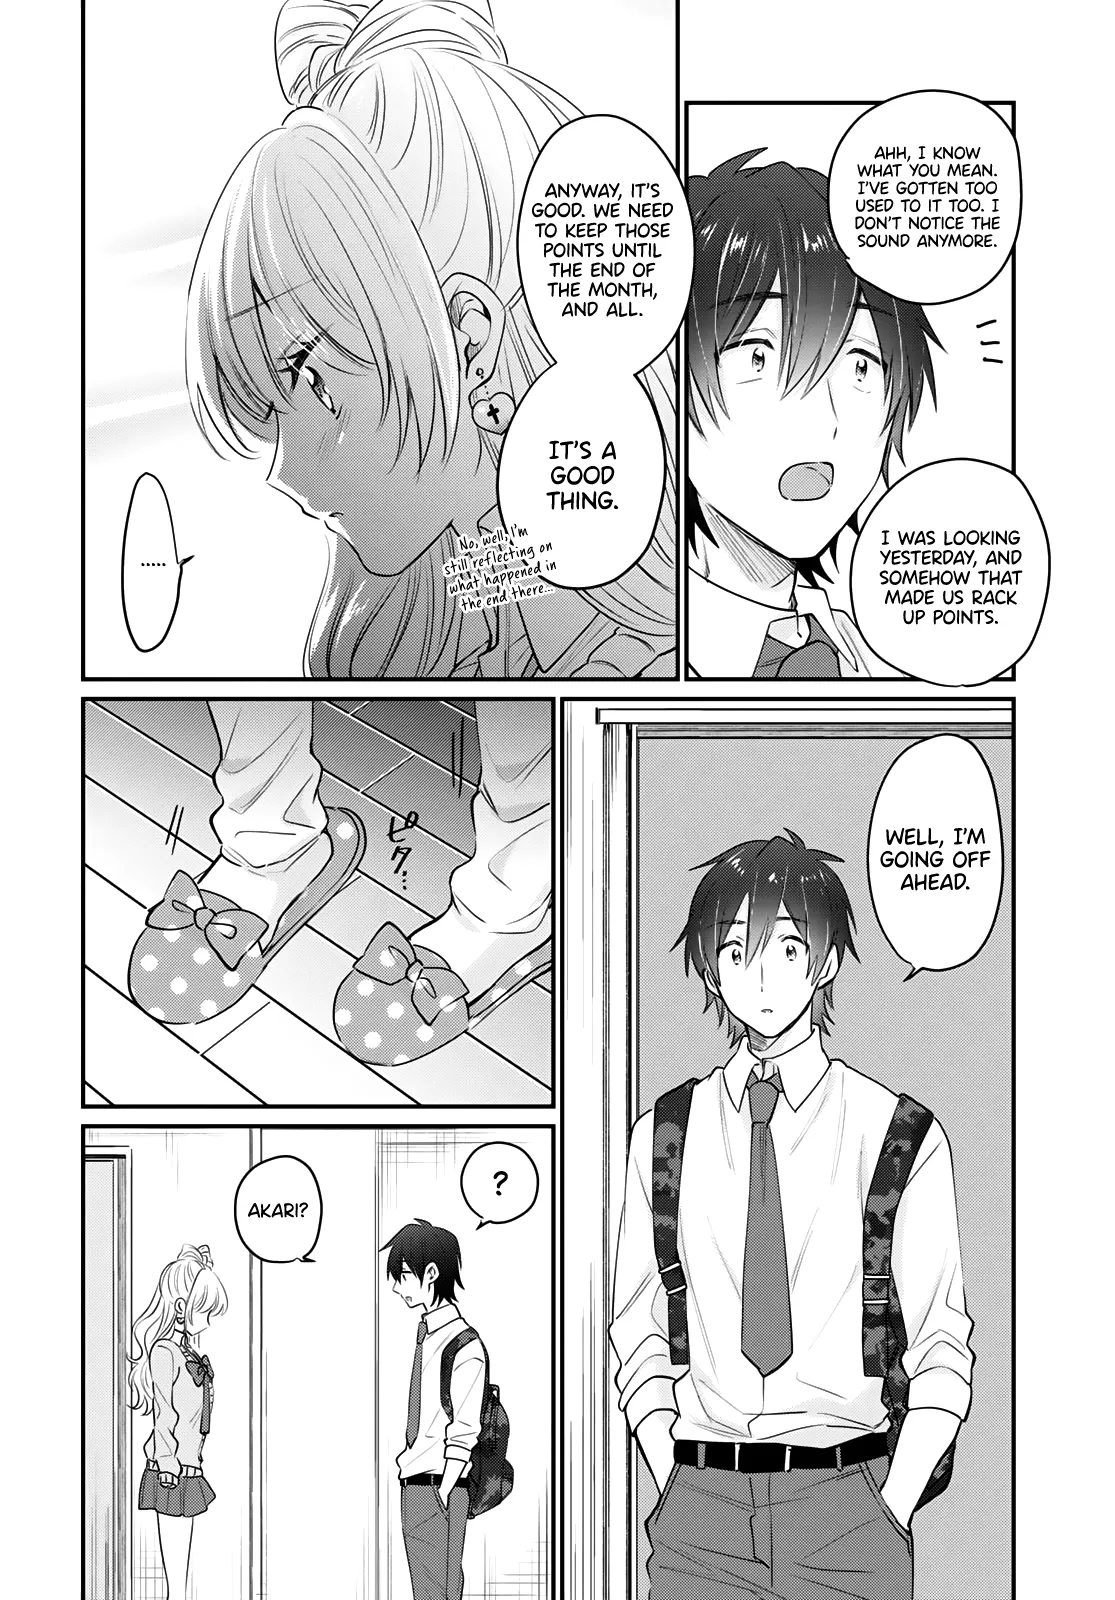 AHH, I KNOW
WHAT YOU MEAN.
I'VE GOTTEN TOO
USED TO IT TOO. I
DON'T NOTICE THE
SOUND ANYMORE.
I WAS LOOKING
YESTERDAY, AND
SOMEHOW THAT
MADE US RACK
UP POINTS.
ANYWAY, IT'S
GOOD. WE NEED
TO KEEP THOSE
POINTS UNTIL
THE END OF
THE MONTH,
AND ALL.
IT'S A
GOOD
THING.
No, well, I'm
still reflecting on
what happened in
the end there...
......
WELL, I'M
GOING OFF
AHEAD.
ピタ...
?
AKARI?